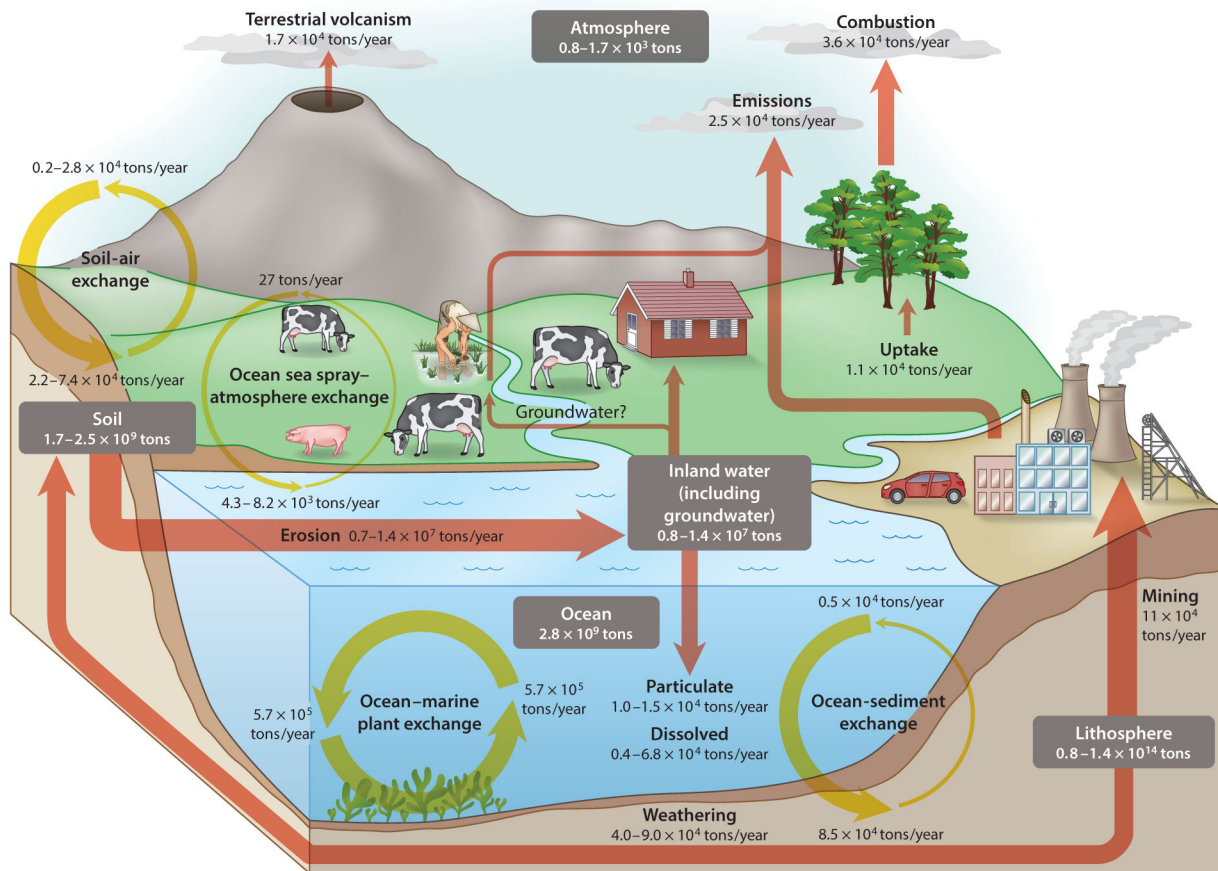 Terrestrial volcanism
1.7 × 10⁴ tons/year
Atmosphere
0.8–1.7 × 10³ tons
Combustion
3.6 × 10⁴ tons/year
Emissions
2.5 × 10⁴ tons/year
0.2–2.8 × 10⁴ tons/year
Soil-air
exchange
2.2–7.4 × 10⁴ tons/year
27 tons/year
Ocean sea spray–
atmosphere exchange
4.3–8.2 × 10³ tons/year
Uptake
1.1 × 10⁴ tons/year
Groundwater?
Soil
1.7–2.5 × 10⁹ tons
Inland water
(including
groundwater)
0.8–1.4 × 10⁷ tons
Erosion 0.7–1.4 × 10⁷ tons/year
Mining
11 × 10⁴
tons/year
Ocean
2.8 × 10⁹ tons
0.5 × 10⁴ tons/year
5.7 × 10⁵
tons/year
Ocean–marine
plant exchange
5.7 × 10⁵
tons/year
Particulate
1.0–1.5 × 10⁴ tons/year
Dissolved
0.4–6.8 × 10⁴ tons/year
Ocean-sediment
exchange
8.5 × 10⁴ tons/year
Lithosphere
0.8–1.4 × 10¹⁴ tons
Weathering
4.0–9.0 × 10⁴ tons/year